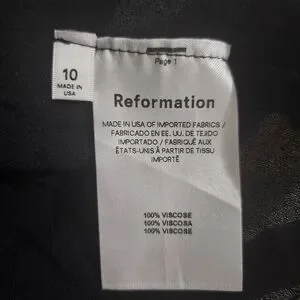 10
MADE IN
USA
Page 1
Reformation
MADE IN USA OF IMPORTED FABRICS /
FABRICADO EN EE. UU. DE TEJIDO
IMPORTADO / FABRIQUÉ AUX
ÉTATS-UNIS À PARTIR DE TISSU
IMPORTÉ
100% VISCOSE
100% VISCOSA
100% VISCOSE